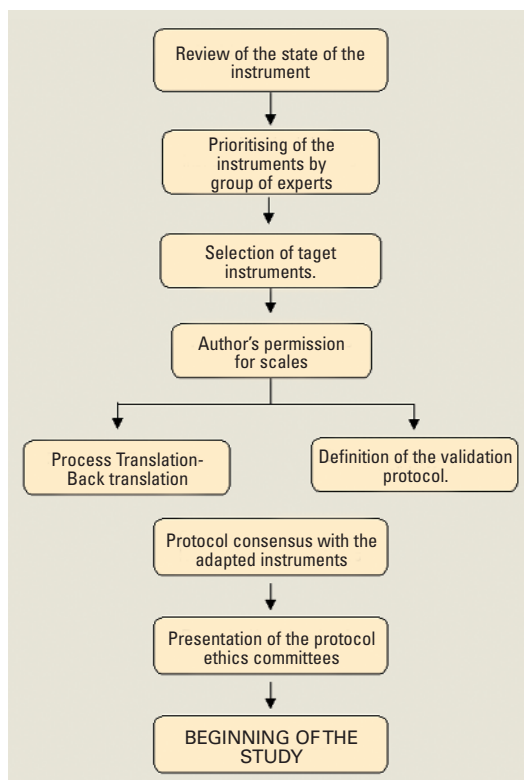 Review of the state of the
instrument
Prioritising of the
instruments by
group of experts
Selection of taget
instruments.
Author's permission
for scales
Process Translation-
Back translation
Definition of the validation
protocol.
Protocol consensus with the
adapted instruments
Presentation of the protocol
ethics committees
BEGINNING OF THE
STUDY